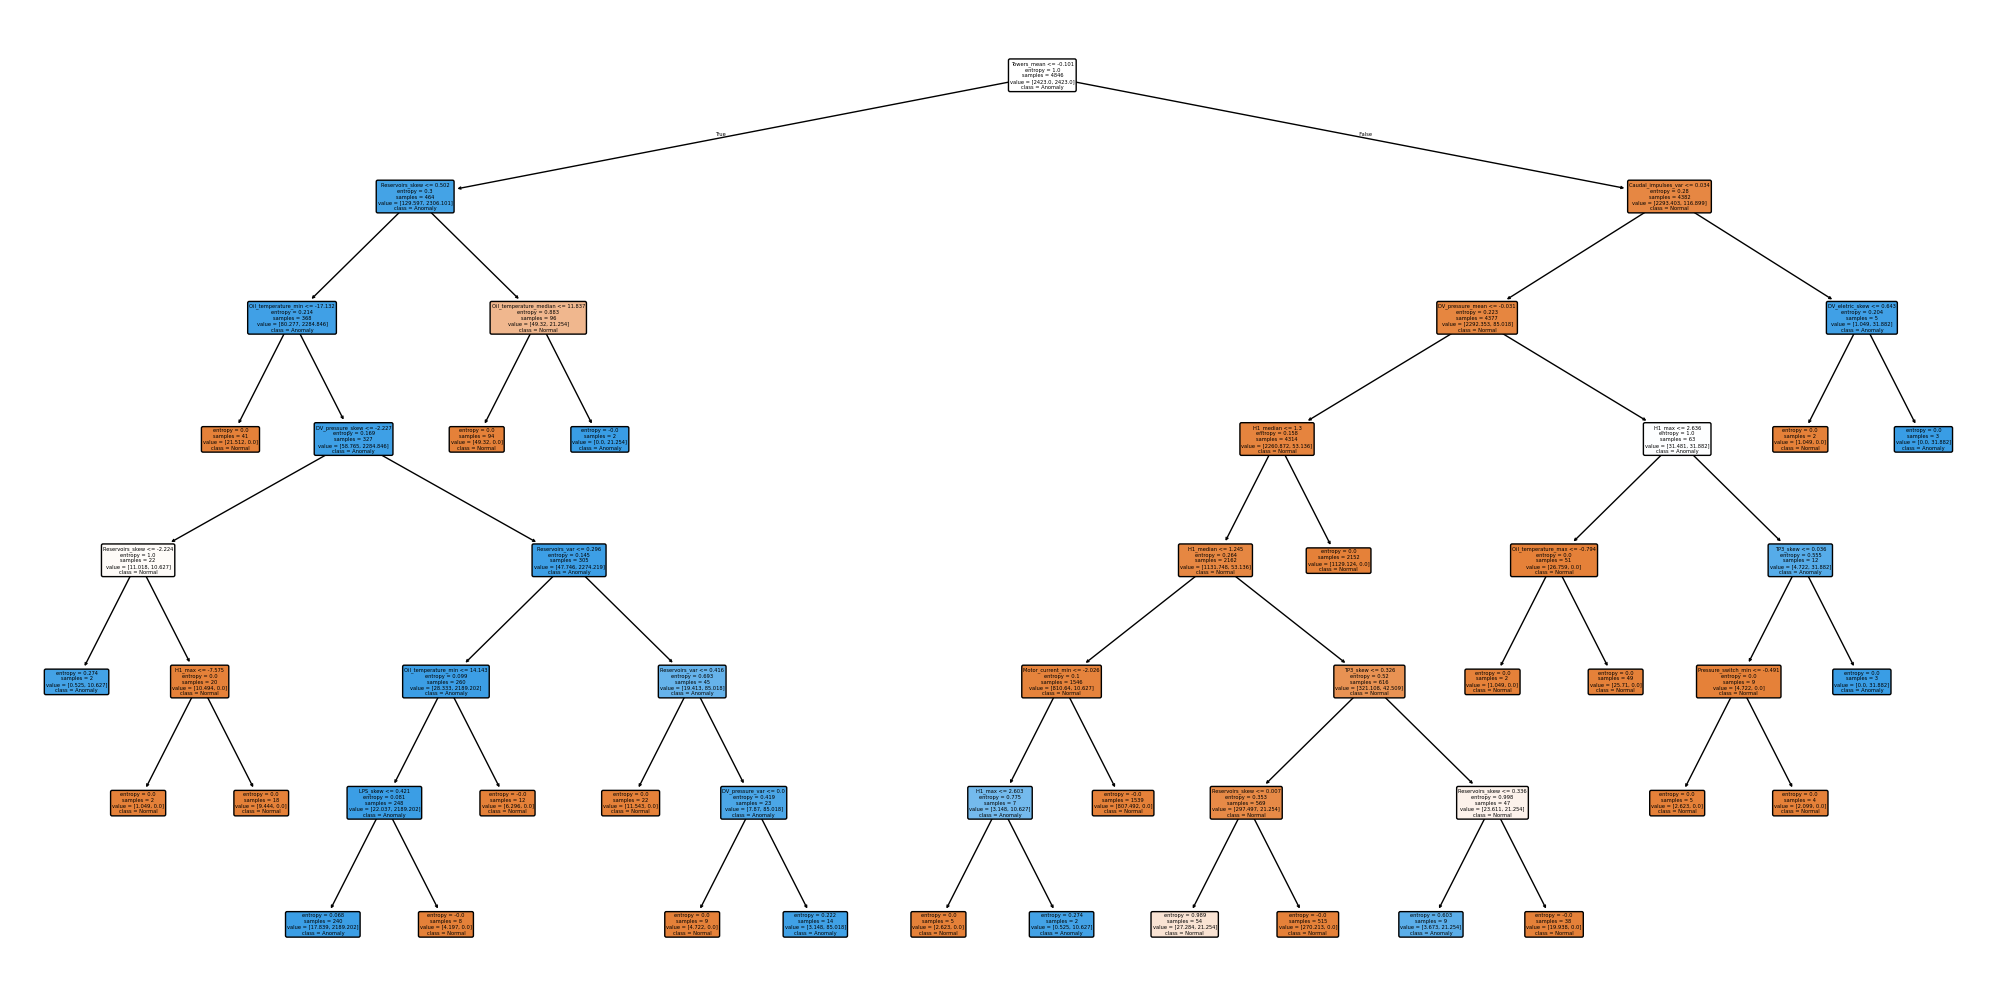 Towers_mean <= -0.101
entropy = 1.0
samples = 4846
value = [2423.0, 2423.0]
class = Anomaly
True
False
Reservoirs_skew <= 0.502
entropy = 0.3
samples = 464
value = [129.597, 2306.101]
class = Anomaly
Caudal_impulses_var <= 0.034
entropy = 0.28
samples = 4382
value = [2293.403, 116.899]
class = Normal
Oil_temperature_min <= -17.132
entropy = 0.214
samples = 368
value = [80.277, 2284.846]
class = Anomaly
Oil_temperature_median <= 11.837
entropy = 0.883
samples = 96
value = [49.32, 21.254]
class = Normal
DV_pressure_mean <= -0.031
entropy = 0.223
samples = 4377
value = [2292.353, 85.018]
class = Normal
DV_eletric_skew <= 0.643
entropy = 0.204
samples = 5
value = [1.049, 31.882]
class = Anomaly
entropy = 0.0
samples = 41
value = [21.512, 0.0]
class = Normal
DV_pressure_skew <= -2.227
entropy = 0.169
samples = 327
value = [58.765, 2284.846]
class = Anomaly
entropy = 0.0
samples = 94
value = [49.32, 0.0]
class = Normal
entropy = -0.0
samples = 2
value = [0.0, 21.254]
class = Anomaly
H1_median <= 1.3
entropy = 0.158
samples = 4314
value = [2260.872, 53.136]
class = Normal
H1_max <= 2.636
entropy = 1.0
samples = 63
value = [31.481, 31.882]
class = Anomaly
entropy = 0.0
samples = 2
value = [1.049, 0.0]
class = Normal
entropy = 0.0
samples = 3
value = [0.0, 31.882]
class = Anomaly
Reservoirs_skew <= -2.224
entropy = 1.0
samples = 22
value = [11.018, 10.627]
class = Normal
Reservoirs_var <= 0.296
entropy = 0.145
samples = 305
value = [47.746, 2274.219]
class = Anomaly
H1_median <= 1.245
entropy = 0.264
samples = 2162
value = [1131.748, 53.136]
class = Normal
entropy = 0.0
samples = 2152
value = [1129.124, 0.0]
class = Normal
Oil_temperature_max <= -0.794
entropy = 0.0
samples = 51
value = [26.759, 0.0]
class = Normal
TP3_skew <= 0.036
entropy = 0.555
samples = 12
value = [4.722, 31.882]
class = Anomaly
entropy = 0.274
samples = 2
value = [0.525, 10.627]
class = Anomaly
H1_max <= -7.575
entropy = 0.0
samples = 20
value = [10.494, 0.0]
class = Normal
Oil_temperature_min <= 14.143
entropy = 0.099
samples = 260
value = [28.333, 2189.202]
class = Anomaly
Reservoirs_var <= 0.416
entropy = 0.693
samples = 45
value = [19.413, 85.018]
class = Anomaly
Motor_current_min <= -2.026
entropy = 0.1
samples = 1546
value = [810.64, 10.627]
class = Normal
TP3_skew <= 0.326
entropy = 0.52
samples = 616
value = [321.108, 42.509]
class = Normal
entropy = 0.0
samples = 2
value = [1.049, 0.0]
class = Normal
entropy = 0.0
samples = 49
value = [25.71, 0.0]
class = Normal
Pressure_switch_min <= -0.491
entropy = 0.0
samples = 9
value = [4.722, 0.0]
class = Normal
entropy = 0.0
samples = 3
value = [0.0, 31.882]
class = Anomaly
entropy = 0.0
samples = 2
value = [1.049, 0.0]
class = Normal
entropy = 0.0
samples = 18
value = [9.444, 0.0]
class = Normal
LPS_skew <= 0.421
entropy = 0.081
samples = 248
value = [22.037, 2189.202]
class = Anomaly
entropy = -0.0
samples = 12
value = [6.296, 0.0]
class = Normal
entropy = 0.0
samples = 22
value = [11.543, 0.0]
class = Normal
DV_pressure_var <= 0.0
entropy = 0.419
samples = 23
value = [7.87, 85.018]
class = Anomaly
H1_max <= 2.603
entropy = 0.775
samples = 7
value = [3.148, 10.627]
class = Anomaly
entropy = -0.0
samples = 1539
value = [807.492, 0.0]
class = Normal
Reservoirs_skew <= 0.007
entropy = 0.353
samples = 569
value = [297.497, 21.254]
class = Normal
Reservoirs_skew <= 0.336
entropy = 0.998
samples = 47
value = [23.611, 21.254]
class = Normal
entropy = 0.0
samples = 5
value = [2.623, 0.0]
class = Normal
entropy = 0.0
samples = 4
value = [2.099, 0.0]
class = Normal
entropy = 0.068
samples = 240
value = [17.839, 2189.202]
class = Anomaly
entropy = -0.0
samples = 8
value = [4.197, 0.0]
class = Normal
entropy = 0.0
samples = 9
value = [4.722, 0.0]
class = Normal
entropy = 0.222
samples = 14
value = [3.148, 85.018]
class = Anomaly
entropy = 0.0
samples = 5
value = [2.623, 0.0]
class = Normal
entropy = 0.274
samples = 2
value = [0.525, 10.627]
class = Anomaly
entropy = 0.989
samples = 54
value = [27.284, 21.254]
class = Normal
entropy = -0.0
samples = 515
value = [270.213, 0.0]
class = Normal
entropy = 0.603
samples = 9
value = [3.673, 21.254]
class = Anomaly
entropy = -0.0
samples = 38
value = [19.938, 0.0]
class = Normal